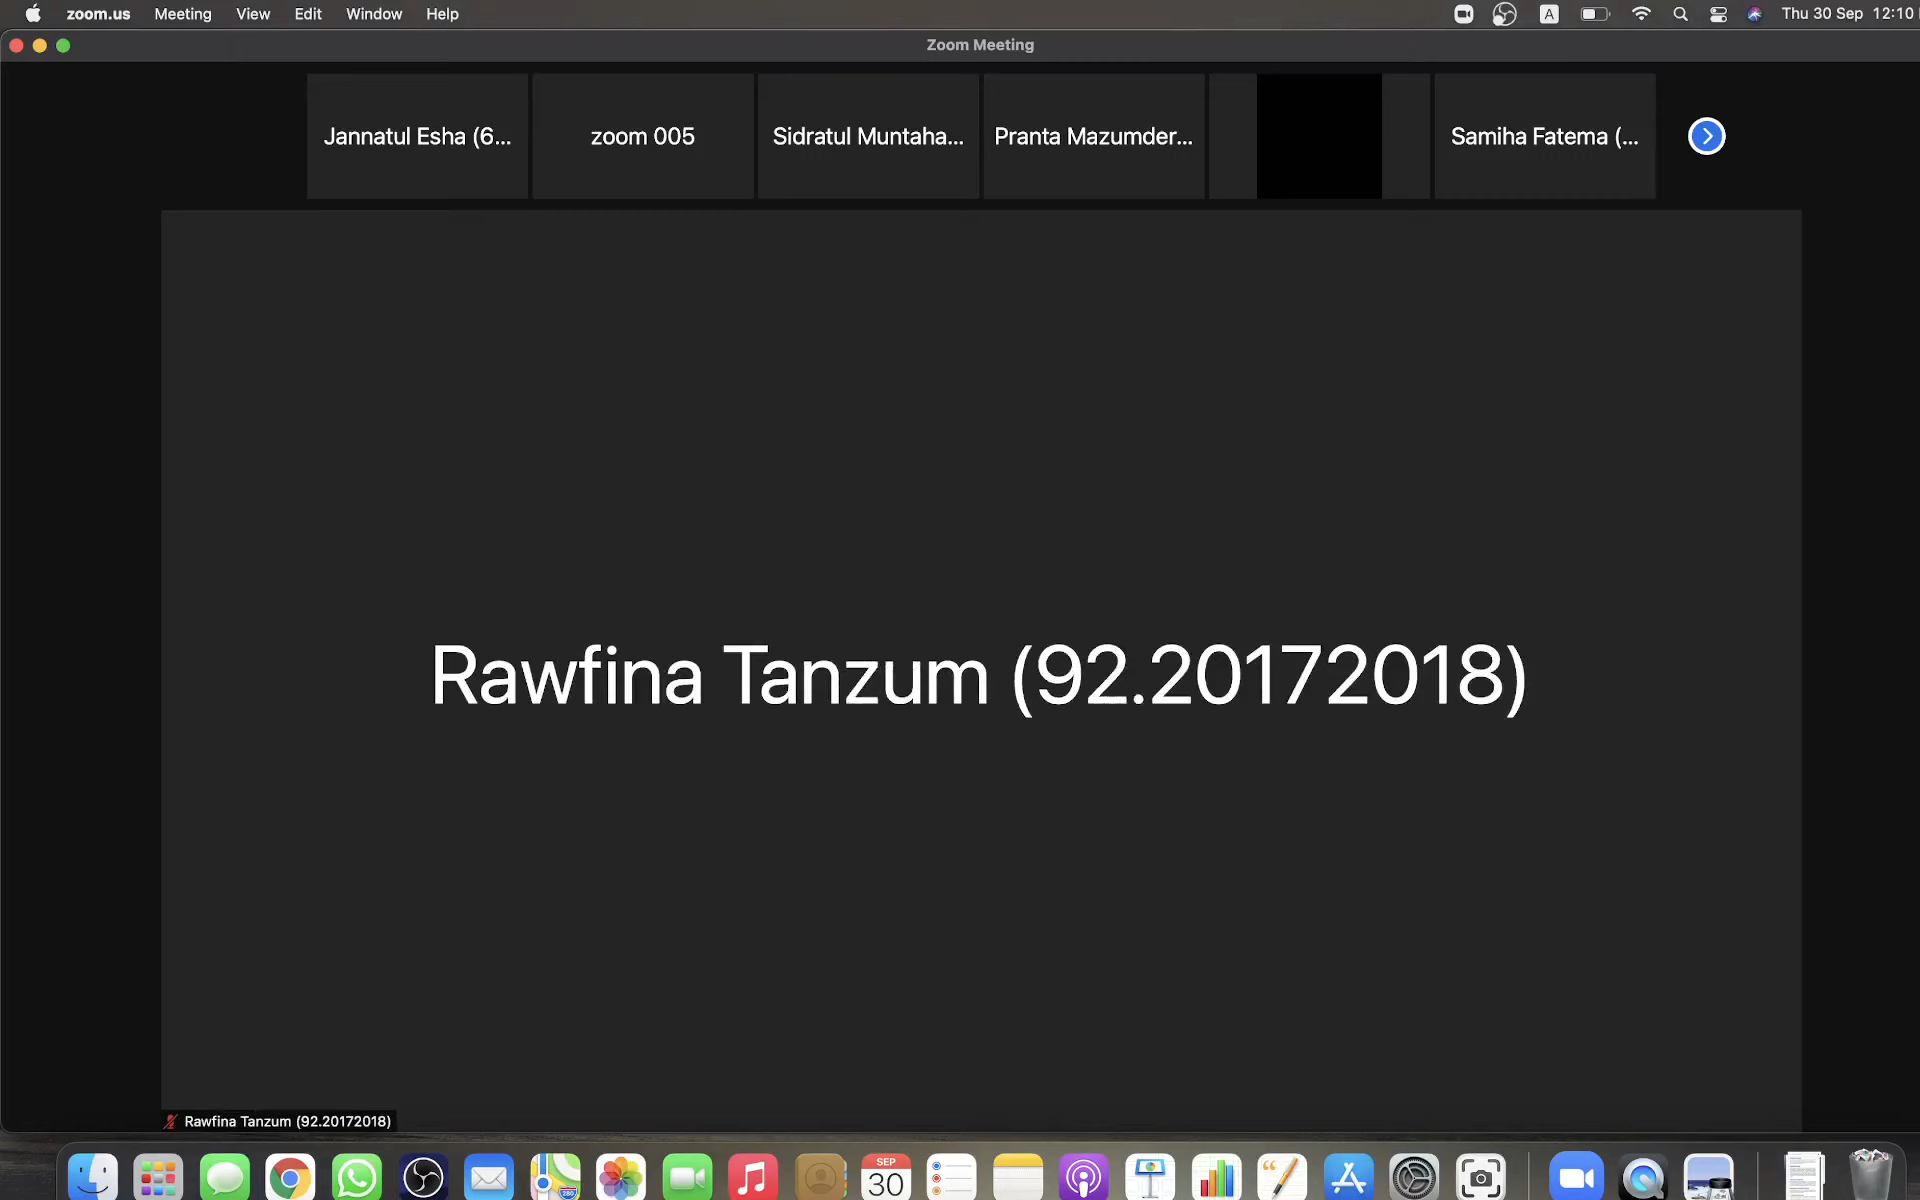 zoom.us Meeting View Edit Window Help A Thu 30 Sep 12:10
Zoom Meeting
Jannatul Esha (6... zoom 005 Sidratul Muntaha... Pranta Mazumder... Samiha Fatema (...
Rawfina Tanzum (92.20172018)
Rawfina Tanzum (92.20172018)
SEP
30
280